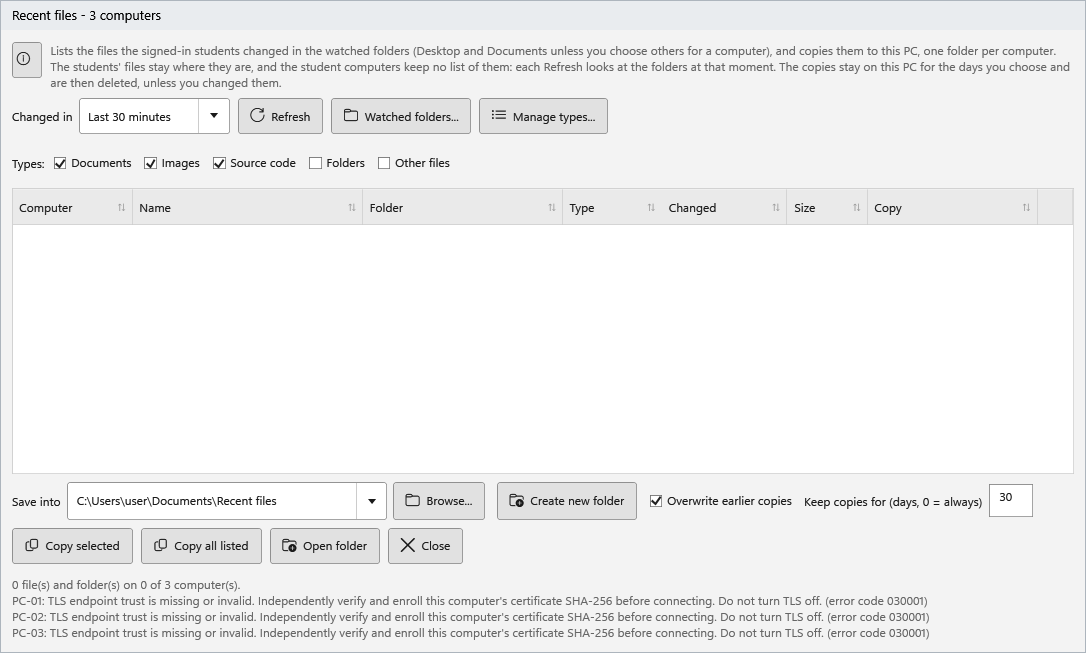 Recent files - 3 computers
Lists the files the signed-in students changed in the watched folders (Desktop and Documents unless you choose others for a computer), and copies them to this PC, one folder per computer.
The students' files stay where they are, and the student computers keep no list of them: each Refresh looks at the folders at that moment. The copies stay on this PC for the days you choose and
are then deleted, unless you changed them.
Changed in Last 30 minutes Refresh Watched folders... Manage types...
Types: Documents Images Source code Folders Other files
Computer Name Folder Type Changed Size Copy
Save into C:\Users\user\Documents\Recent files Browse... Create new folder Overwrite earlier copies Keep copies for (days, 0 = always) 30
Copy selected Copy all listed Open folder Close
0 file(s) and folder(s) on 0 of 3 computer(s).
PC-01: TLS endpoint trust is missing or invalid. Independently verify and enroll this computer's certificate SHA-256 before connecting. Do not turn TLS off. (error code 030001)
PC-02: TLS endpoint trust is missing or invalid. Independently verify and enroll this computer's certificate SHA-256 before connecting. Do not turn TLS off. (error code 030001)
PC-03: TLS endpoint trust is missing or invalid. Independently verify and enroll this computer's certificate SHA-256 before connecting. Do not turn TLS off. (error code 030001)